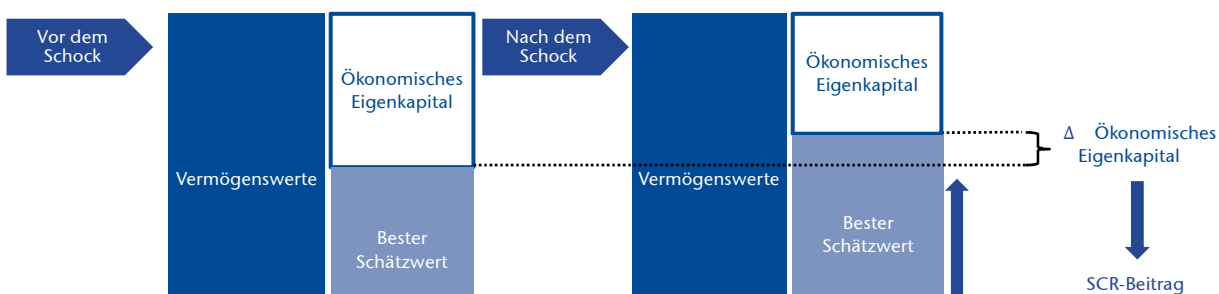 Vor dem
Schock
Vermögenswerte
Ökonomisches
Eigenkapital
Bester
Schätzwert
Nach dem
Schock
Vermögenswerte
Ökonomisches
Eigenkapital
Bester
Schätzwert
Δ Ökonomisches
Eigenkapital
SCR-Beitrag